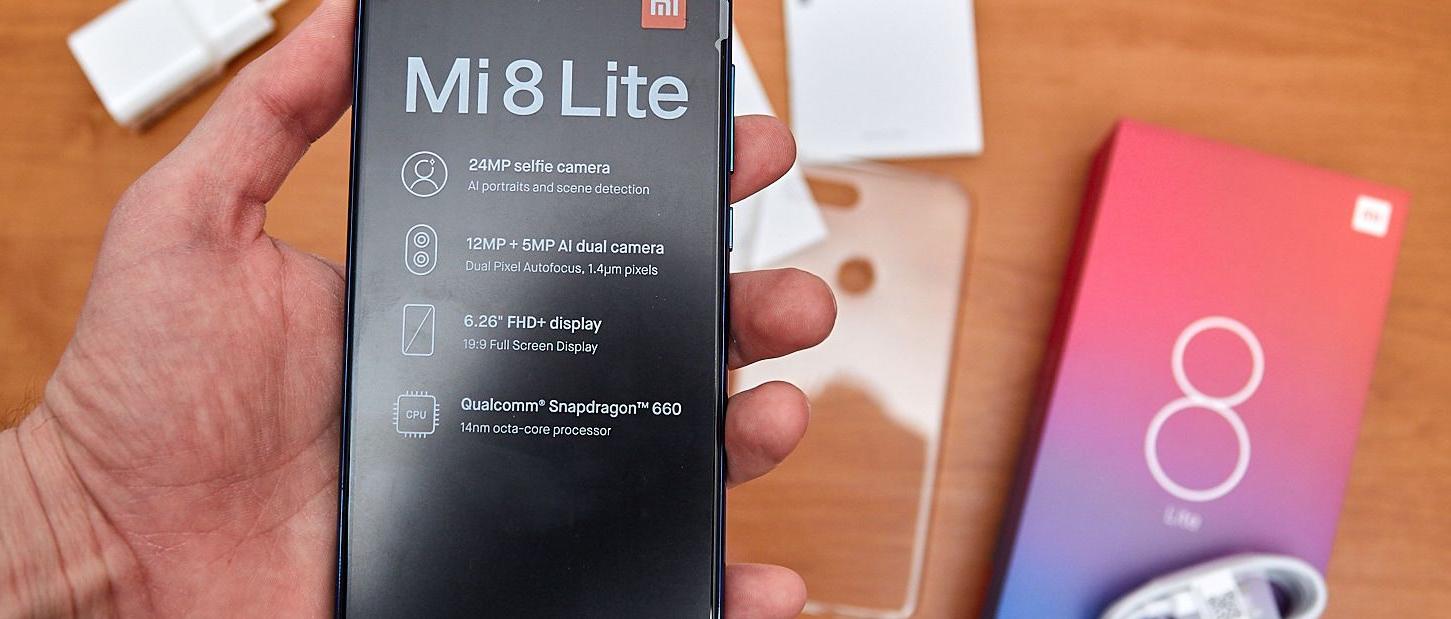 mi
Mi 8 Lite
24MP selfie camera
AI portraits and scene detection
12MP + 5MP AI dual camera
Dual Pixel Autofocus, 1.4μm pixels
6.26" FHD+ display
19:9 Full Screen Display
CPU
Qualcomm® Snapdragon™ 660
14nm octa-core processor
mi
8
Lite